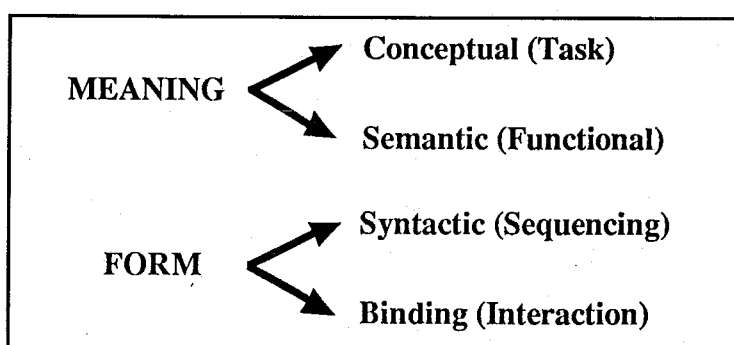 Conceptual (Task)
MEANING
Semantic (Functional)
Syntactic (Sequencing)
FORM
Binding (Interaction)